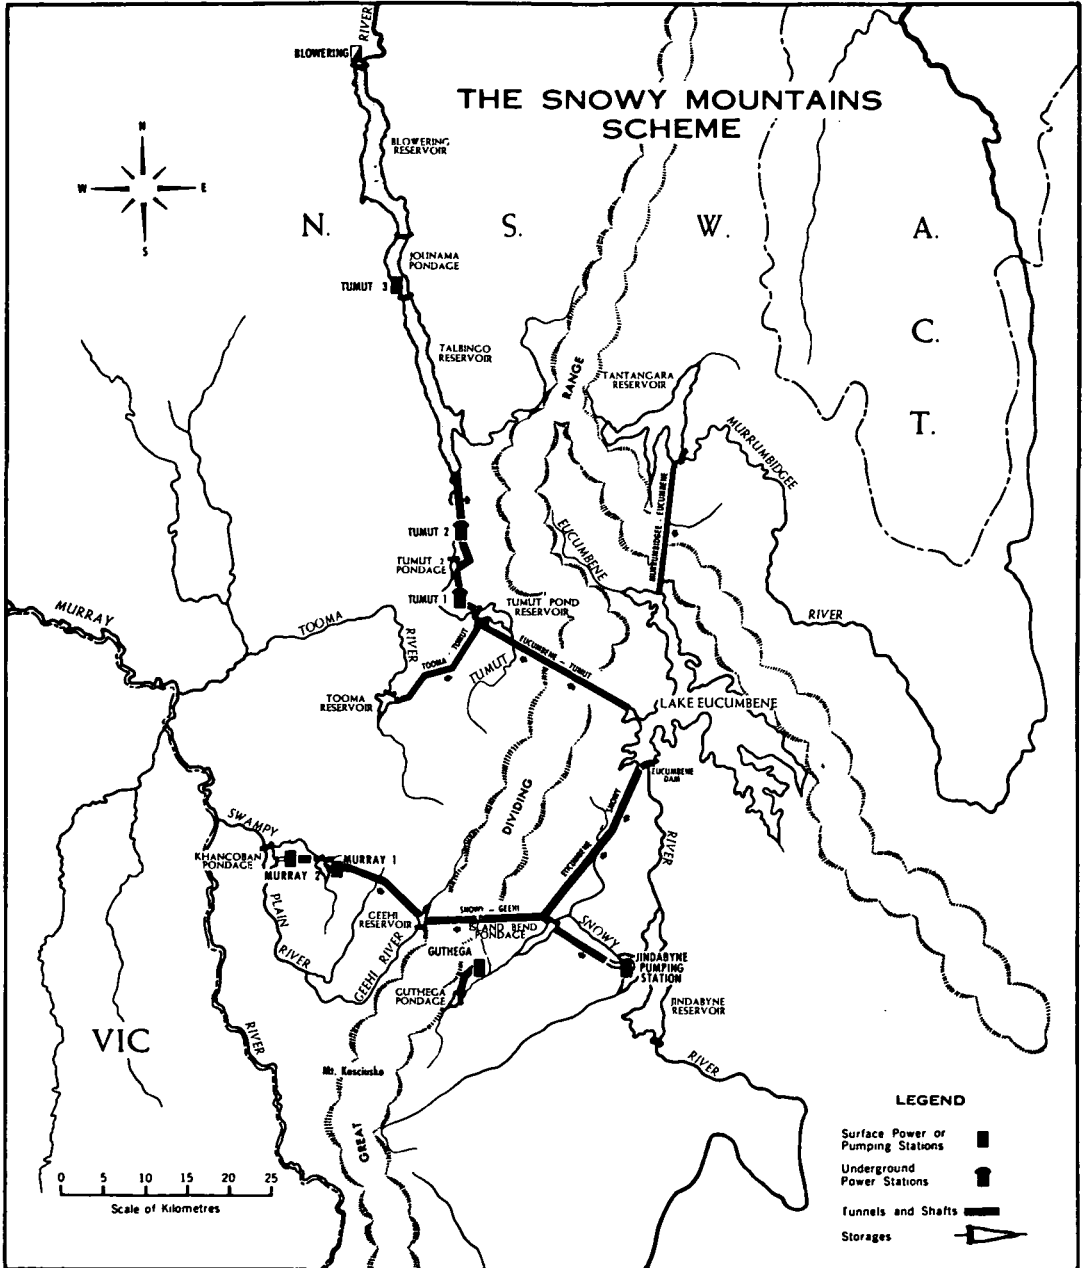 RIVER
BLOWERING
THE SNOWY MOUNTAINS
SCHEME
BLOWERING
RESERVOIR
N
W
E
S
N.
S.
W.
A.
C.
T.
JOUNAMA
PONDAGE
TUMUT 3
TALBINGO
RESERVOIR
RANGE
TANTANGARA
RESERVOIR
MURRUMBIDGEE
MURRUMBIDGEE - EUCUMBENE
EUCUMBENE
TUMUT 2
TUMUT 2
PONDAGE
TUMUT 1
TUMUT POND
RESERVOIR
MURRAY
TOOMA
RIVER
RIVER
TOOMA - TUMUT
TUMUT
EUCUMBENE - TUMUT
TOOMA
RESERVOIR
LAKE EUCUMBENE
EUCUMBENE
DAM
DIVIDING
EUCUMBENE SNOWY
RIVER
SWAMPY
KHANCOBAN
PONDAGE
MURRAY 1
MURRAY 2
PLAIN
RIVER
GEEHI
RESERVOIR
GEEHI RIVER
SNOWY - GEEHI
ISLAND BEND
PONDAGE
SNOWY
GUTHEGA
GUTHEGA
PONDAGE
JINDABYNE
PUMPING
STATION
JINDABYNE
RESERVOIR
RIVER
VIC
RIVER
Mt. Kosciusko
GREAT
LEGEND
Surface Power or
Pumping Stations
Underground
Power Stations
Tunnels and Shafts
Storages
0 5 10 15 20 25
Scale of Kilometres